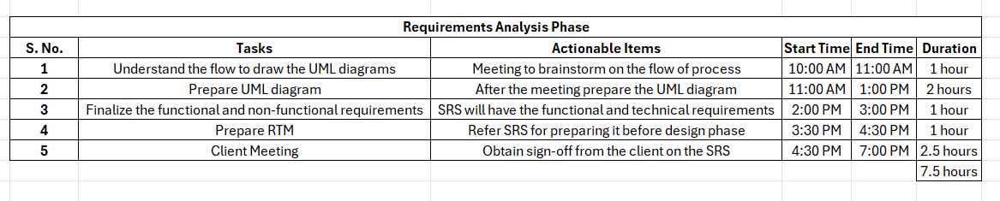 Requirements Analysis Phase
S. No. Tasks Actionable Items Start Time End Time Duration
1 Understand the flow to draw the UML diagrams Meeting to brainstorm on the flow of process 10:00 AM 11:00 AM 1 hour
2 Prepare UML diagram After the meeting prepare the UML diagram 11:00 AM 1:00 PM 2 hours
3 Finalize the functional and non-functional requirements SRS will have the functional and technical requirements 2:00 PM 3:00 PM 1 hour
4 Prepare RTM Refer SRS for preparing it before design phase 3:30 PM 4:30 PM 1 hour
5 Client Meeting Obtain sign-off from the client on the SRS 4:30 PM 7:00 PM 2.5 hours
7.5 hours